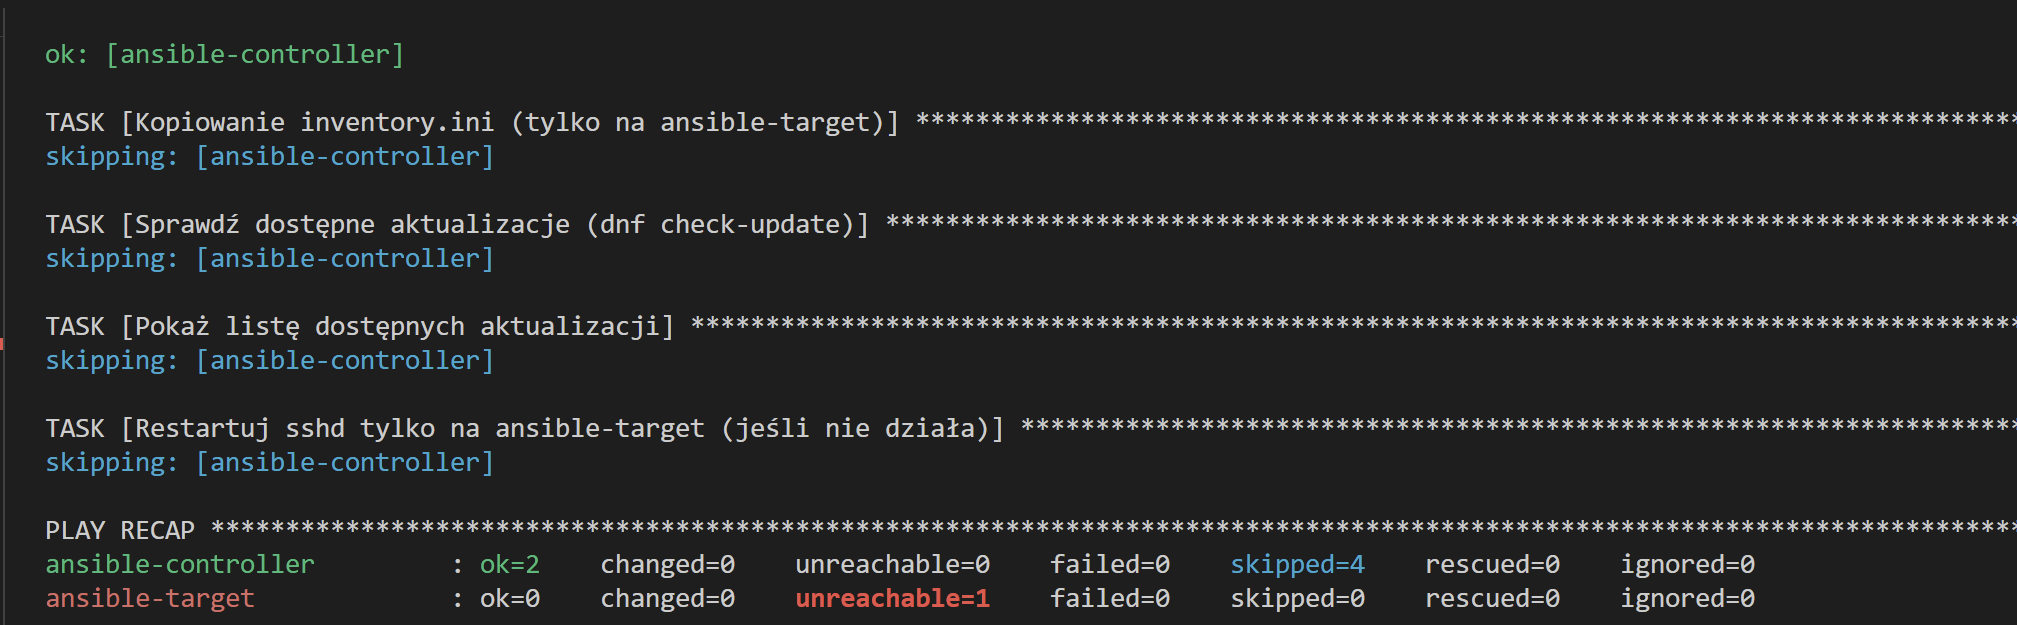 ok: [ansible-controller]
TASK [Kopiowanie inventory.ini (tylko na ansible-target)] *************************************************************************
skipping: [ansible-controller]
TASK [Sprawdź dostępne aktualizacje (dnf check-update)] ***************************************************************************
skipping: [ansible-controller]
TASK [Pokaż listę dostępnych aktualizacji] ****************************************************************************************
skipping: [ansible-controller]
TASK [Restartuj sshd tylko na ansible-target (jeśli nie działa)] ******************************************************************
skipping: [ansible-controller]
PLAY RECAP ************************************************************************************************************************
ansible-controller : ok=2 changed=0 unreachable=0 failed=0 skipped=4 rescued=0 ignored=0
ansible-target : ok=0 changed=0 unreachable=1 failed=0 skipped=0 rescued=0 ignored=0